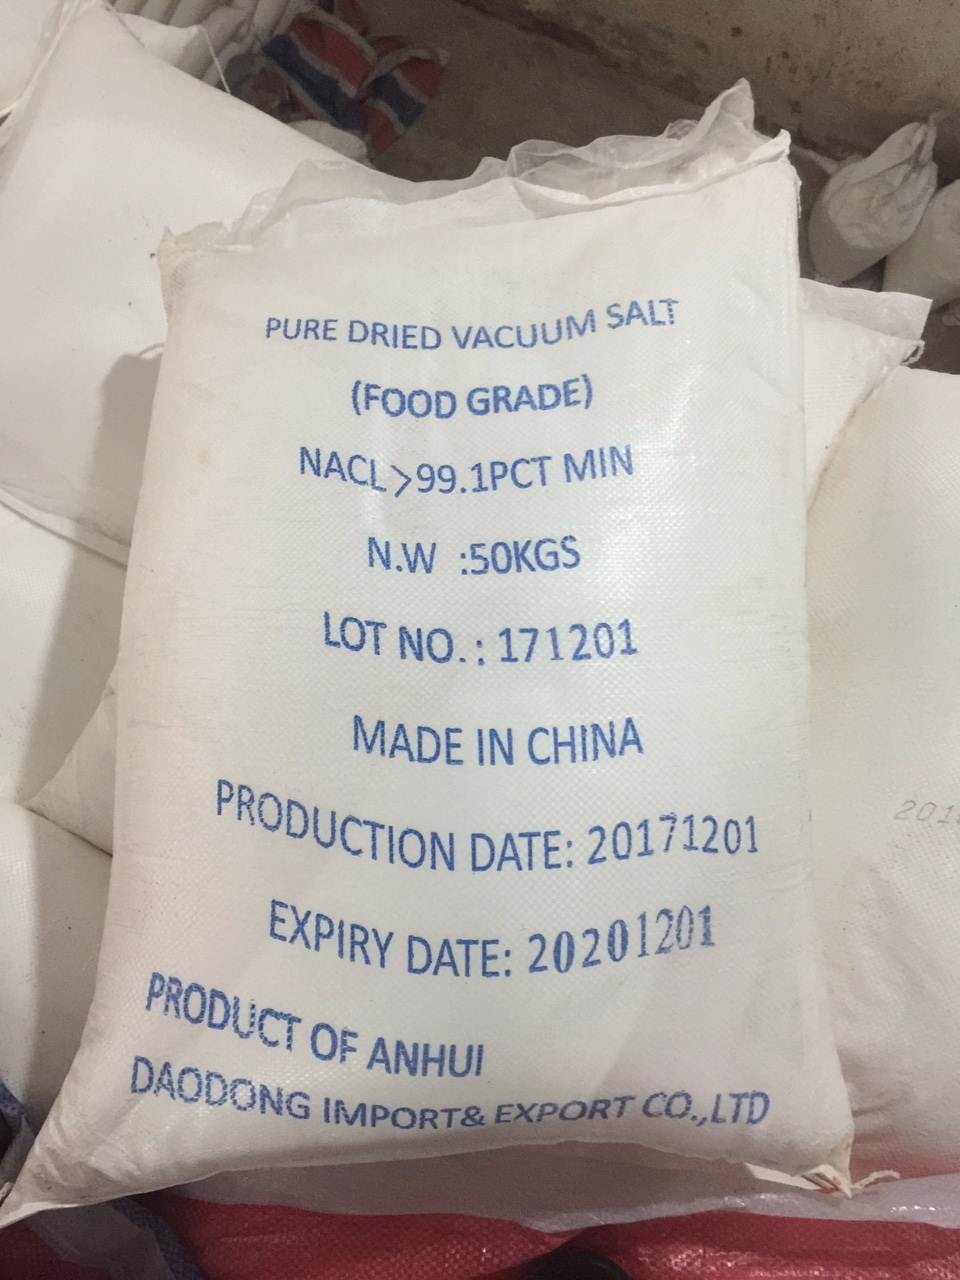 PURE DRIED VACUUM SALT
(FOOD GRADE)
NACL>99.1PCT MIN
N.W :50KGS
LOT NO.: 171201
MADE IN CHINA
PRODUCTION DATE: 20171201
EXPIRY DATE: 20201201
PRODUCT OF ANHUI
DAODONG IMPORT& EXPORT CO.,LTD